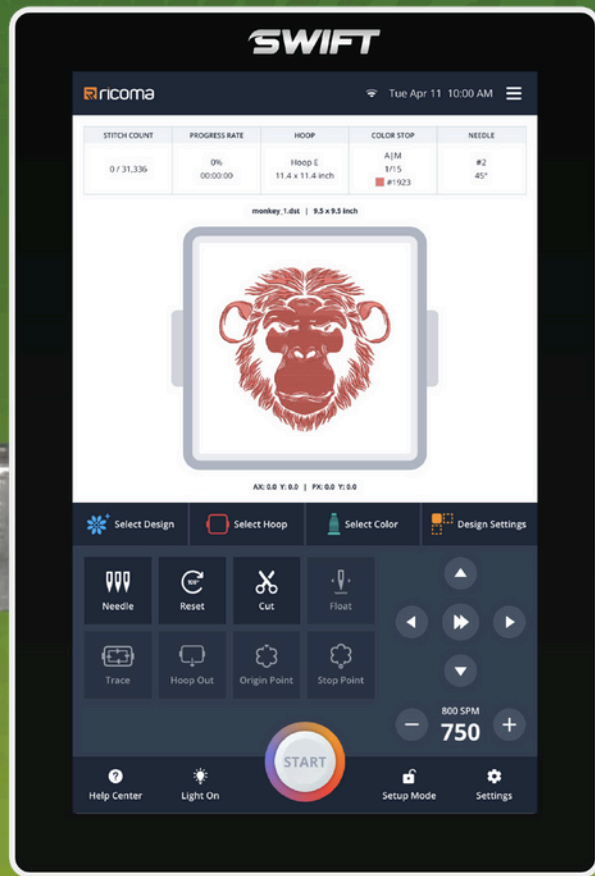 SWIFT
ricoma
Tue Apr 11 10:00 AM
STITCH COUNT
0 / 31,336
PROGRESS RATE
0%
00:00:00
HOOP
Hoop E
11.4 x 11.4 inch
COLOR STOP
A|M
1/15
#1923
NEEDLE
#2
45°
monkey_1.dst | 9.5 x 9.5 inch
AX: 0.0 Y: 0.0 | PX: 0.0 Y: 0.0
Select Design
Select Hoop
Select Color
Design Settings
Needle
Reset
Cut
Float
Trace
Hoop Out
Origin Point
Stop Point
800 SPM
750
START
Help Center
Light On
Setup Mode
Settings